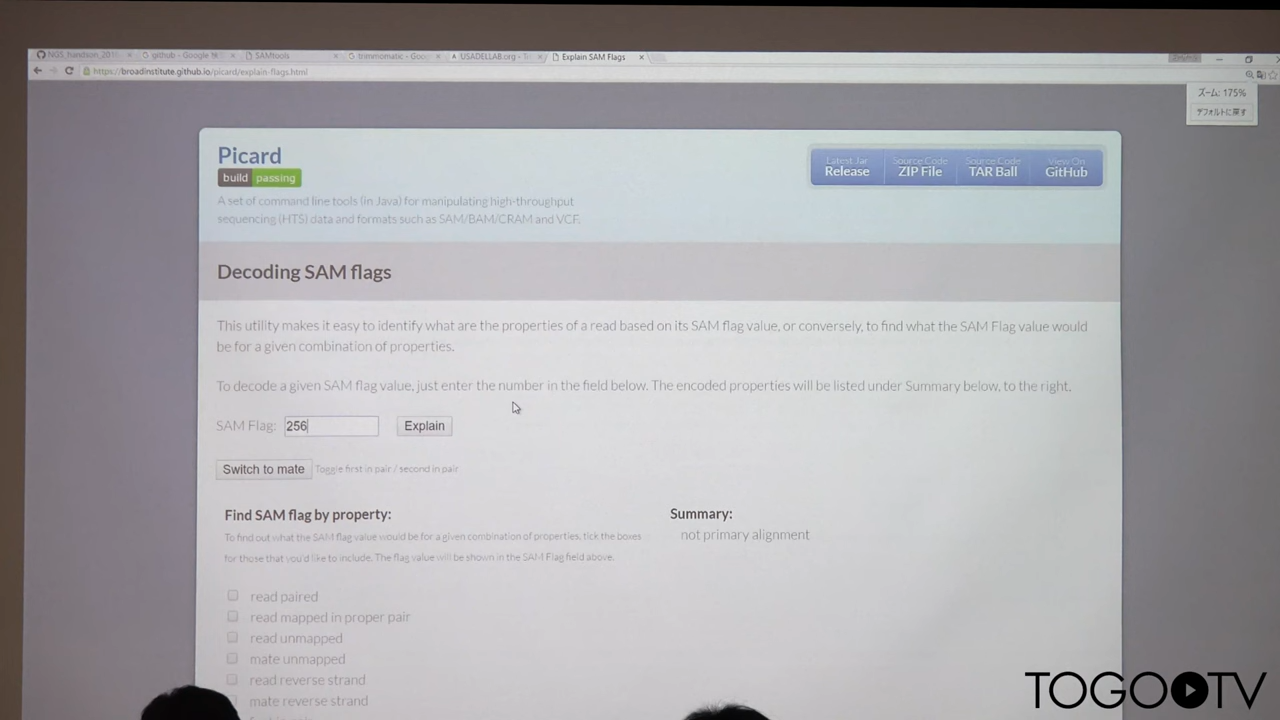 github - Google
SAMtools
trimmomatic - Goo
USADELLAB.org - Tr
Explain SAM Flags
https://broadinstitute.github.io/picard/explain-flags.html
ズーム: 175%
デフォルトに戻す
Picard
build passing
Latest Jar Release
Source Code ZIP File
Source Code TAR Ball
View On GitHub
A set of command line tools (in Java) for manipulating high-throughput
sequencing (HTS) data and formats such as SAM/BAM/CRAM and VCF.
Decoding SAM flags
This utility makes it easy to identify what are the properties of a read based on its SAM flag value, or conversely, to find what the SAM Flag value would
be for a given combination of properties.
To decode a given SAM flag value, just enter the number in the field below. The encoded properties will be listed under Summary below, to the right.
SAM Flag: 256 Explain
Switch to mate Toggle first in pair / second in pair
Find SAM flag by property:
To find out what the SAM flag value would be for a given combination of properties, tick the boxes
for those that you'd like to include. The flag value will be shown in the SAM Flag field above.
read paired
read mapped in proper pair
read unmapped
mate unmapped
read reverse strand
mate reverse strand
Summary:
not primary alignment
TOGOTV